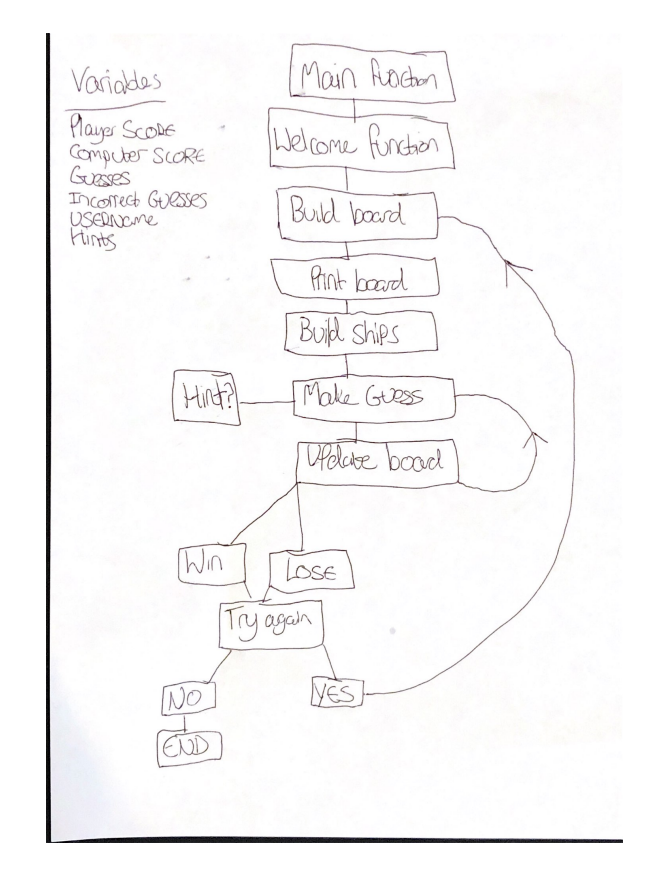 Variables
Player SCORE
Computer SCORE
Guesses
Incorrect Guesses
USERName
Hints
Main function
Welcome function
Build board
Print board
Build ships
Hint?
Make Guess
Update board
Win
LOSE
Try again
NO
YES
END